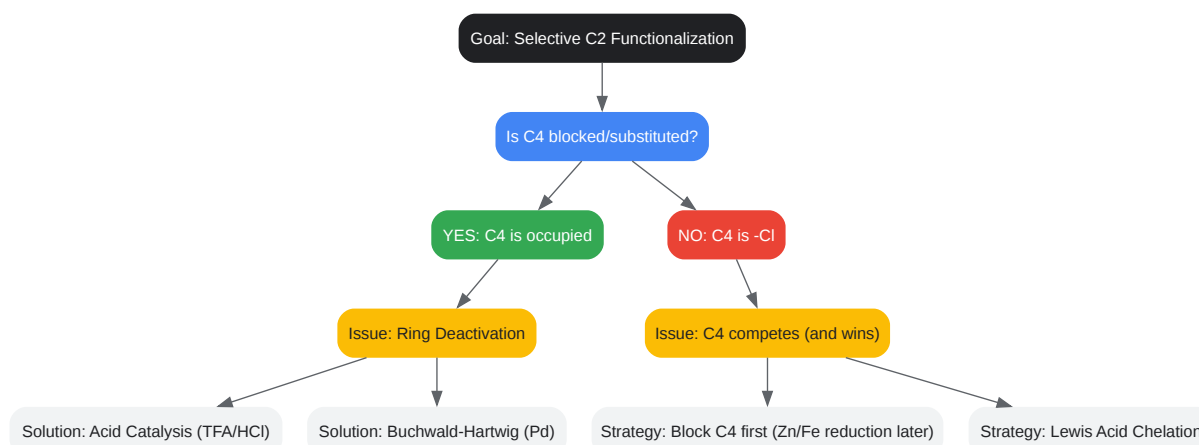 Goal: Selective C2 Functionalization
Is C4 blocked/substituted?
YES: C4 is occupied
NO: C4 is -Cl
Issue: Ring Deactivation
Issue: C4 competes (and wins)
Solution: Acid Catalysis (TFA/HCl)
Solution: Buchwald-Hartwig (Pd)
Strategy: Block C4 first (Zn/Fe reduction later)
Strategy: Lewis Acid Chelation